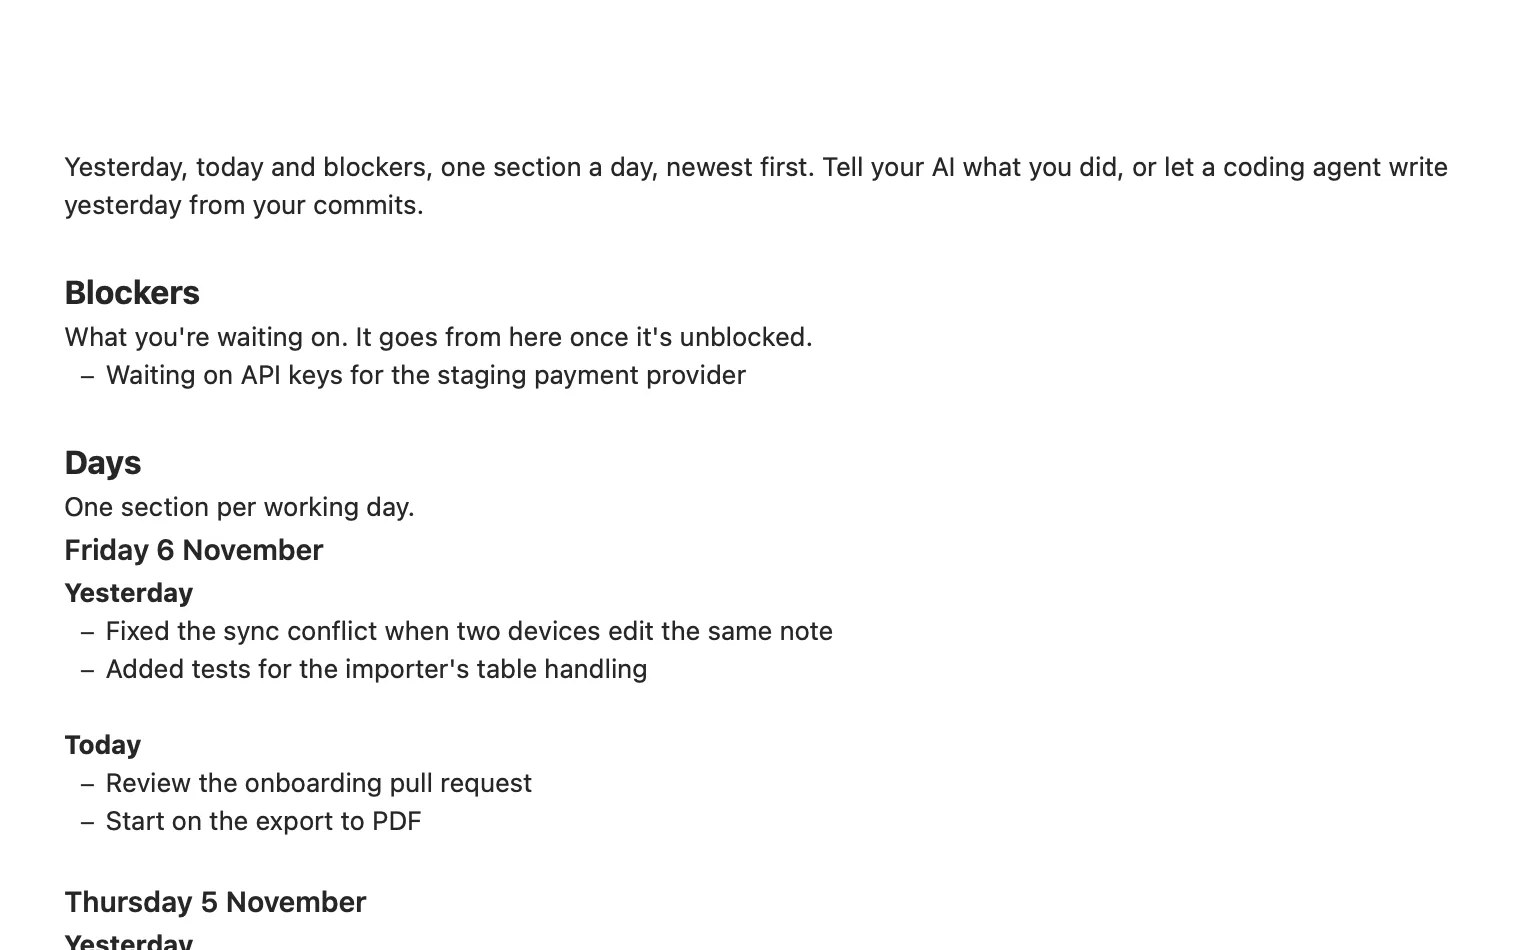 Yesterday, today and blockers, one section a day, newest first. Tell your AI what you did, or let a coding agent write
yesterday from your commits.
Blockers
What you're waiting on. It goes from here once it's unblocked.
– Waiting on API keys for the staging payment provider
Days
One section per working day.
Friday 6 November
Yesterday
– Fixed the sync conflict when two devices edit the same note
– Added tests for the importer's table handling
Today
– Review the onboarding pull request
– Start on the export to PDF
Thursday 5 November
Yesterday